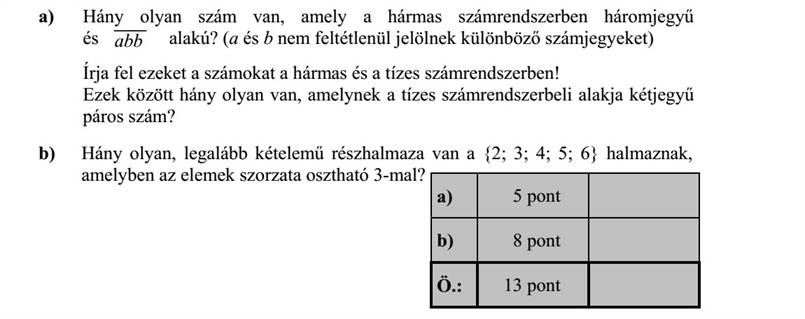 a) Hány olyan szám van, amely a hármas számrendszerben háromjegyű
és abb alakú? (a és b nem feltétlenül jelölnek különböző számjegyeket)
Írja fel ezeket a számokat a hármas és a tízes számrendszerben!
Ezek között hány olyan van, amelynek a tízes számrendszerbeli alakja kétjegyű
páros szám?
b) Hány olyan, legalább kételemű részhalmaza van a {2; 3; 4; 5; 6} halmaznak,
amelyben az elemek szorzata osztható 3-mal?
a) 5 pont
b) 8 pont
Ö.: 13 pont